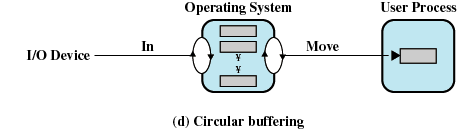 Operating System
User Process
I/O Device
In
Move
¥
¥
(d) Circular buffering